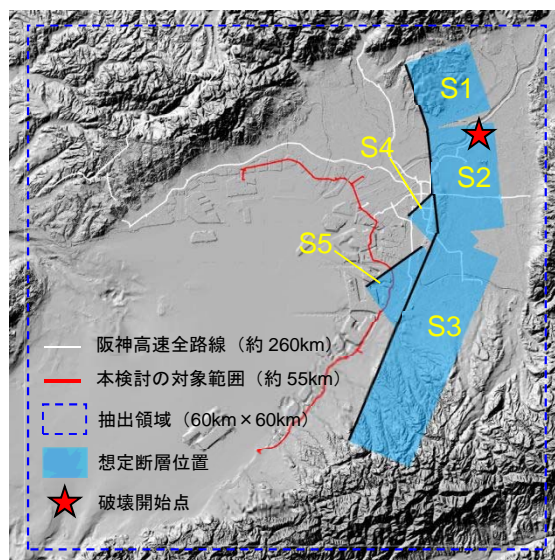 S1
S2
S4
S5
S3
阪神高速全路線（約 260km）
本検討の対象範囲（約 55km）
抽出領域（60km×60km）
想定断層位置
破壊開始点